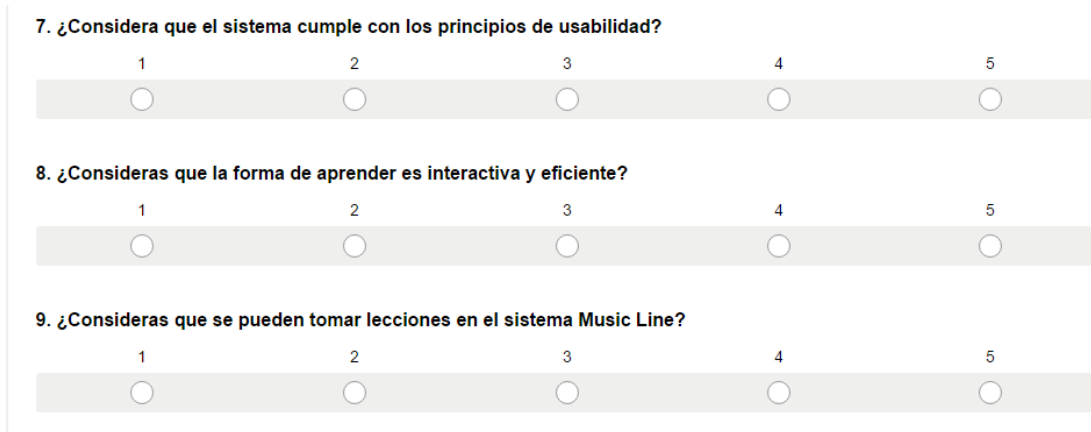 7. ¿Considera que el sistema cumple con los principios de usabilidad?
1 2 3 4 5
8. ¿Consideras que la forma de aprender es interactiva y eficiente?
1 2 3 4 5
9. ¿Consideras que se pueden tomar lecciones en el sistema Music Line?
1 2 3 4 5